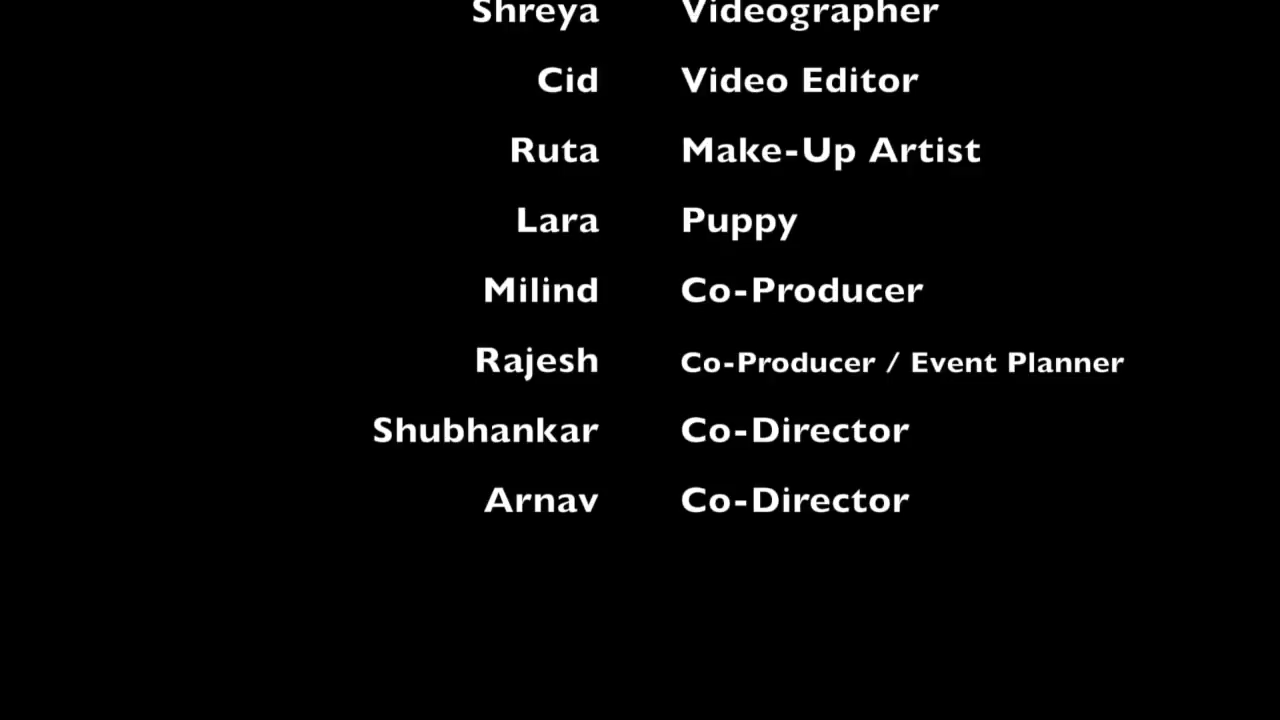 Shreya Videographer
Cid Video Editor
Ruta Make-Up Artist
Lara Puppy
Milind Co-Producer
Rajesh Co-Producer / Event Planner
Shubhankar Co-Director
Arnav Co-Director